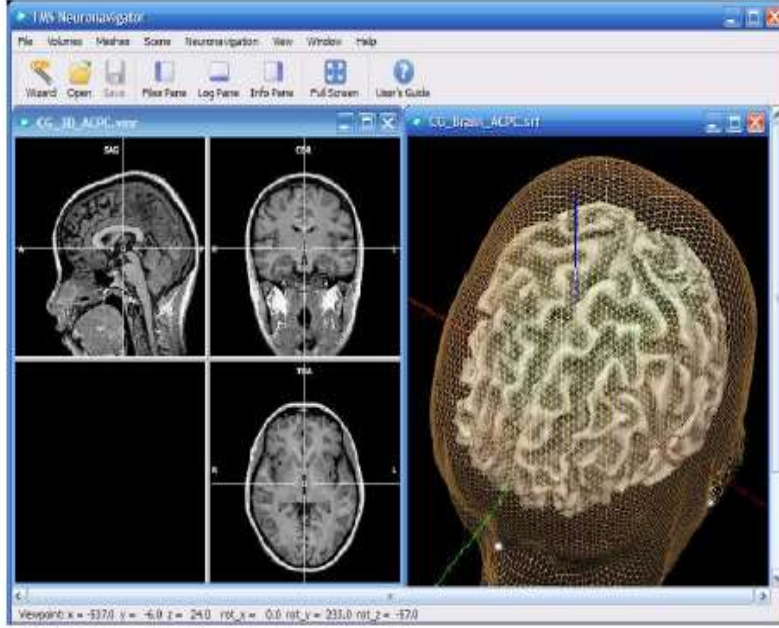 TMS Neuronavigator
File Volumes Meshes Scene Neuronavigation View Window Help
Wizard Open Save Files Pane Log Pane Info Pane Full Screen User's Guide
CG_3D_ACPC.vmr
CG_Brain_ACPC.srf
SAG
COR
A
R
L
TRA
R
L
Viewpoint: x = -537.0 y = -6.0 z = 24.0 rot_x = 0.0 rot_y = 233.0 rot_z = -57.0